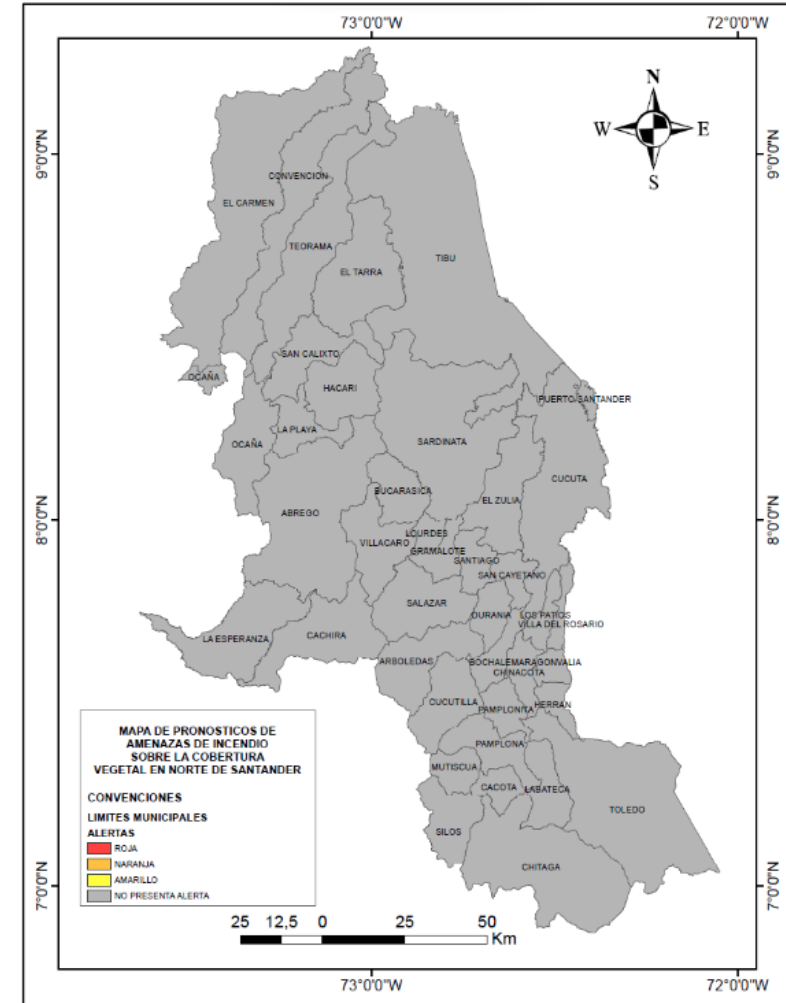 73°0'0"W
72°0'0"W
N
W
E
S
9°0'0"N
9°0'0"N
CONVENCION
EL CARMEN
TEORAMA
TIBU
EL TARRA
SAN CALIXTO
OCAÑA
HACARI
PUERTO SANTANDER
LA PLAYA
OCAÑA
SARDINATA
CUCUTA
BUCARASICA
EL ZULIA
ABREGO
8°0'0"N
8°0'0"N
LOURDES
VILLACARO
GRAMALOTE
SANTIAGO
SAN CAYETANO
SALAZAR
DURANIA
LOS PATIOS
VILLA DEL ROSARIO
LA ESPERANZA
CACHIRA
ARBOLEDAS
BOCHALEMA
RAGONVALIA
CHINACOTA
CUCUTILLA
PAMPLONITA
HERRAN
PAMPLONA
MUTISCUA
CACOTA
LABATECA
TOLEDO
SILOS
CHITAGA
MAPA DE PRONOSTICOS DE
AMENAZAS DE INCENDIO
SOBRE LA COBERTURA
VEGETAL EN NORTE DE SANTANDER
CONVENCIONES
LIMITES MUNICIPALES
ALERTAS
ROJA
NARANJA
AMARILLO
NO PRESENTA ALERTA
7°0'0"N
7°0'0"N
25 12,5 0 25 50
Km
73°0'0"W
72°0'0"W